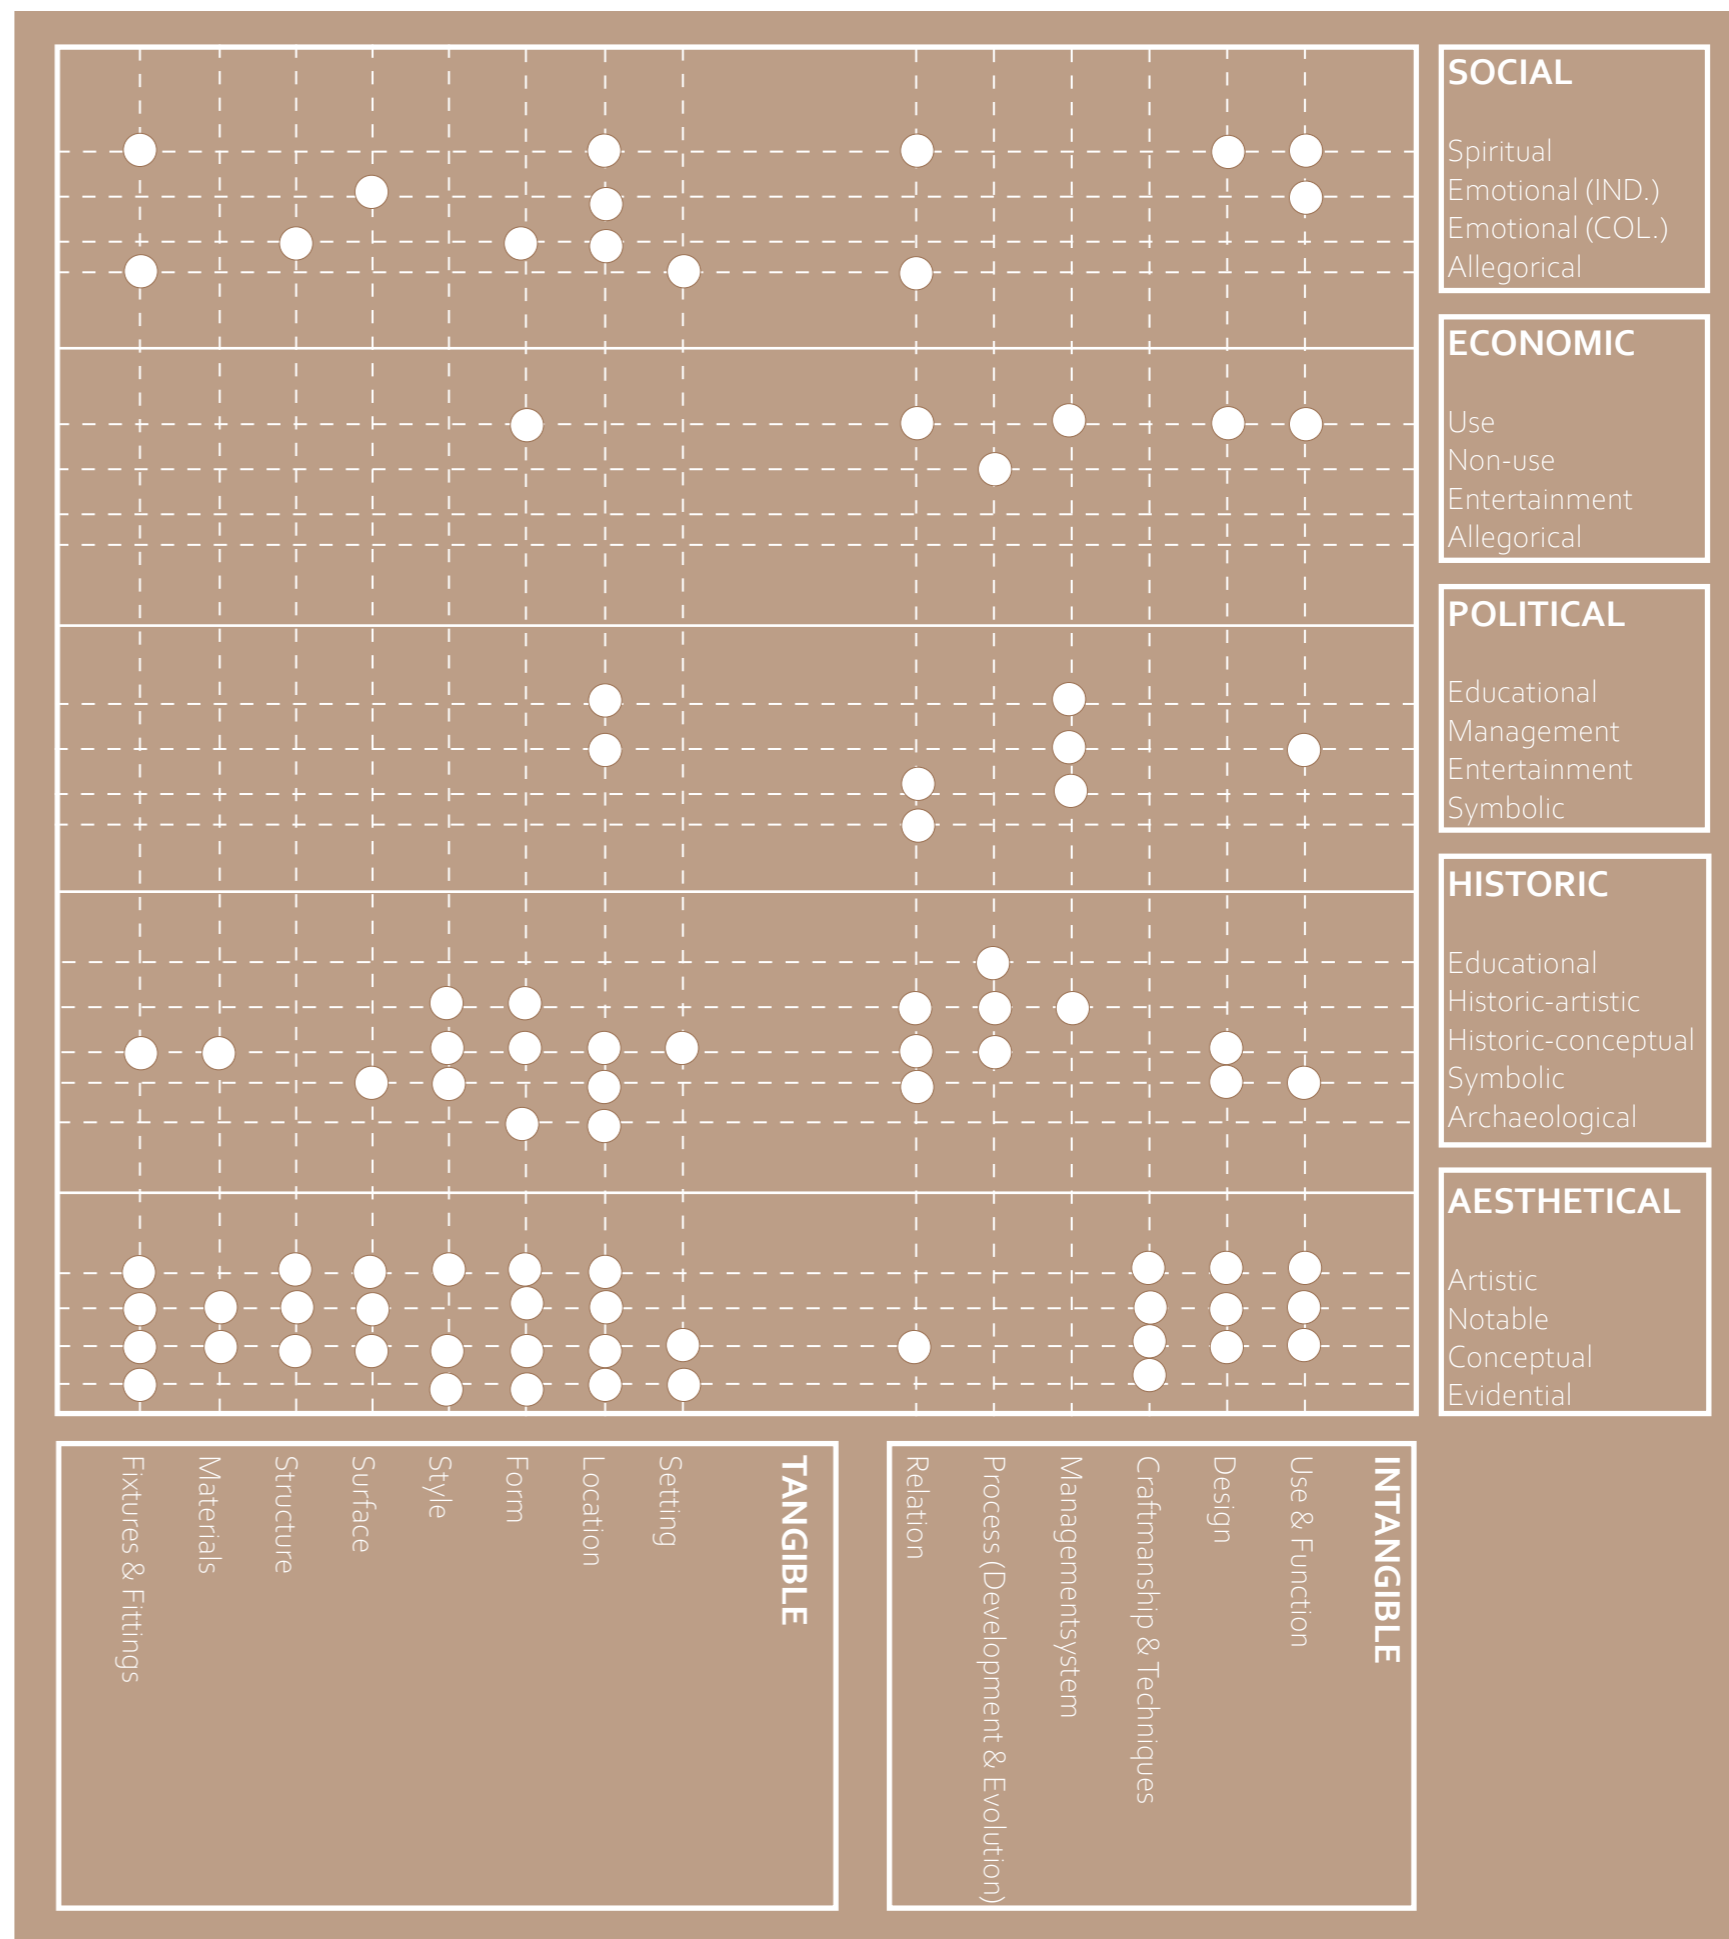 SOCIAL
Spiritual
Emotional (IND.)
Emotional (COL.)
Allegorical
ECONOMIC
Use
Non-use
Entertainment
Allegorical
POLITICAL
Educational
Management
Entertainment
Symbolic
HISTORIC
Educational
Historic-artistic
Historic-conceptual
Symbolic
Archaeological
AESTHETICAL
Artistic
Notable
Conceptual
Evidential
Fixtures & Fittings
Materials
Structure
Surface
Style
Form
Location
Setting
TANGIBLE
Relation
Process (Development & Evolution)
Managementsystem
Craftmanship & Techniques
Design
Use & Function
INTANGIBLE